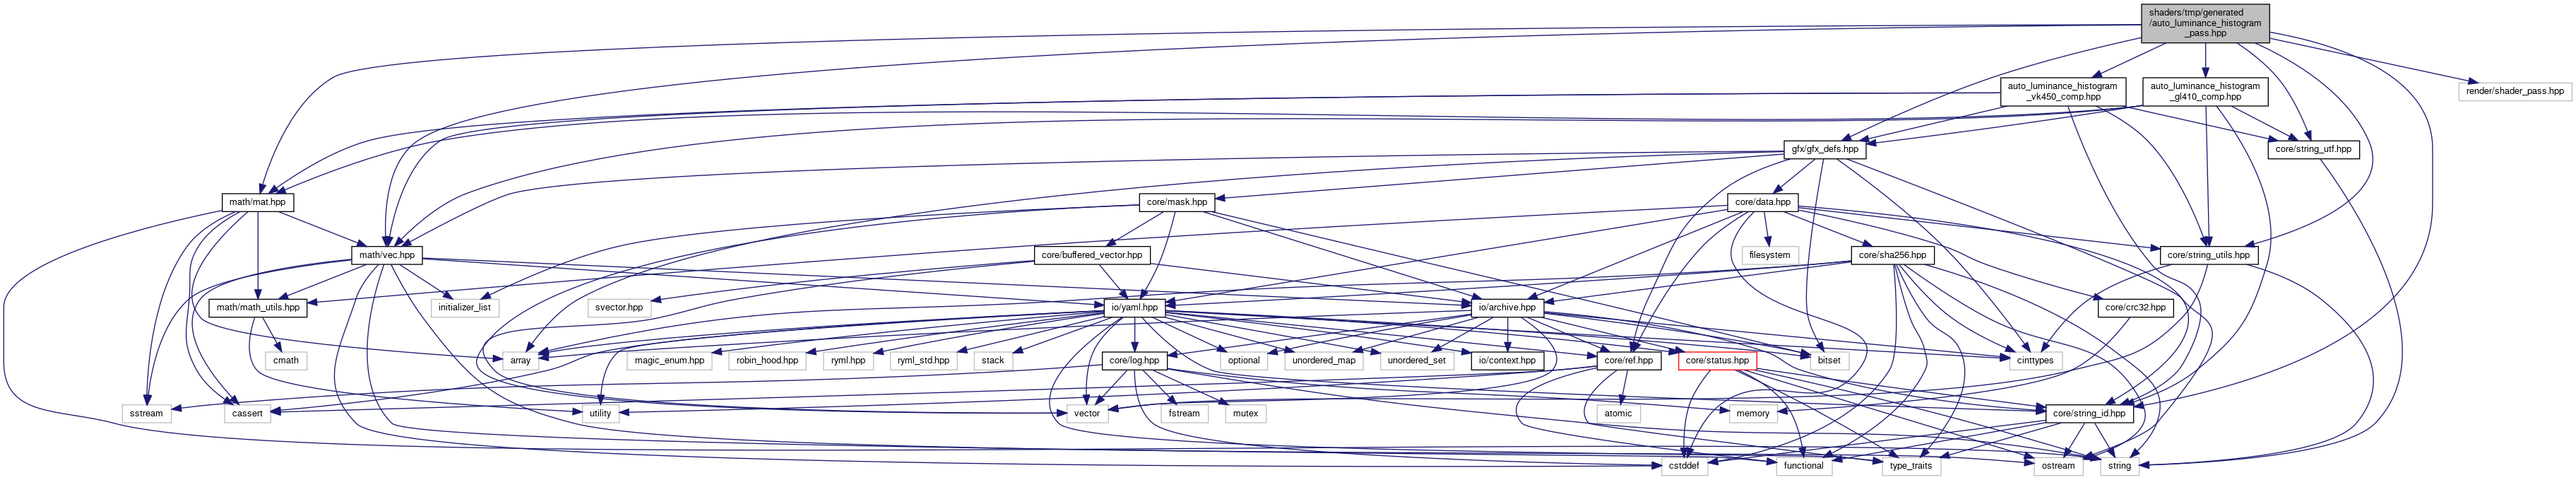 shaders/tmp/generated
/auto_luminance_histogram
_pass.hpp
auto_luminance_histogram
_vk450_comp.hpp
auto_luminance_histogram
_gl410_comp.hpp
render/shader_pass.hpp
gfx/gfx_defs.hpp
core/string_utf.hpp
math/mat.hpp
core/mask.hpp
core/data.hpp
math/vec.hpp
core/buffered_vector.hpp
filesystem
core/sha256.hpp
core/string_utils.hpp
math/math_utils.hpp
initializer_list
svector.hpp
io/yaml.hpp
io/archive.hpp
core/crc32.hpp
cmath
array
magic_enum.hpp
robin_hood.hpp
ryml.hpp
ryml_std.hpp
stack
core/log.hpp
optional
unordered_map
unordered_set
io/context.hpp
core/ref.hpp
core/status.hpp
bitset
cinttypes
sstream
cassert
utility
vector
fstream
mutex
atomic
memory
core/string_id.hpp
cstddef
functional
type_traits
ostream
string